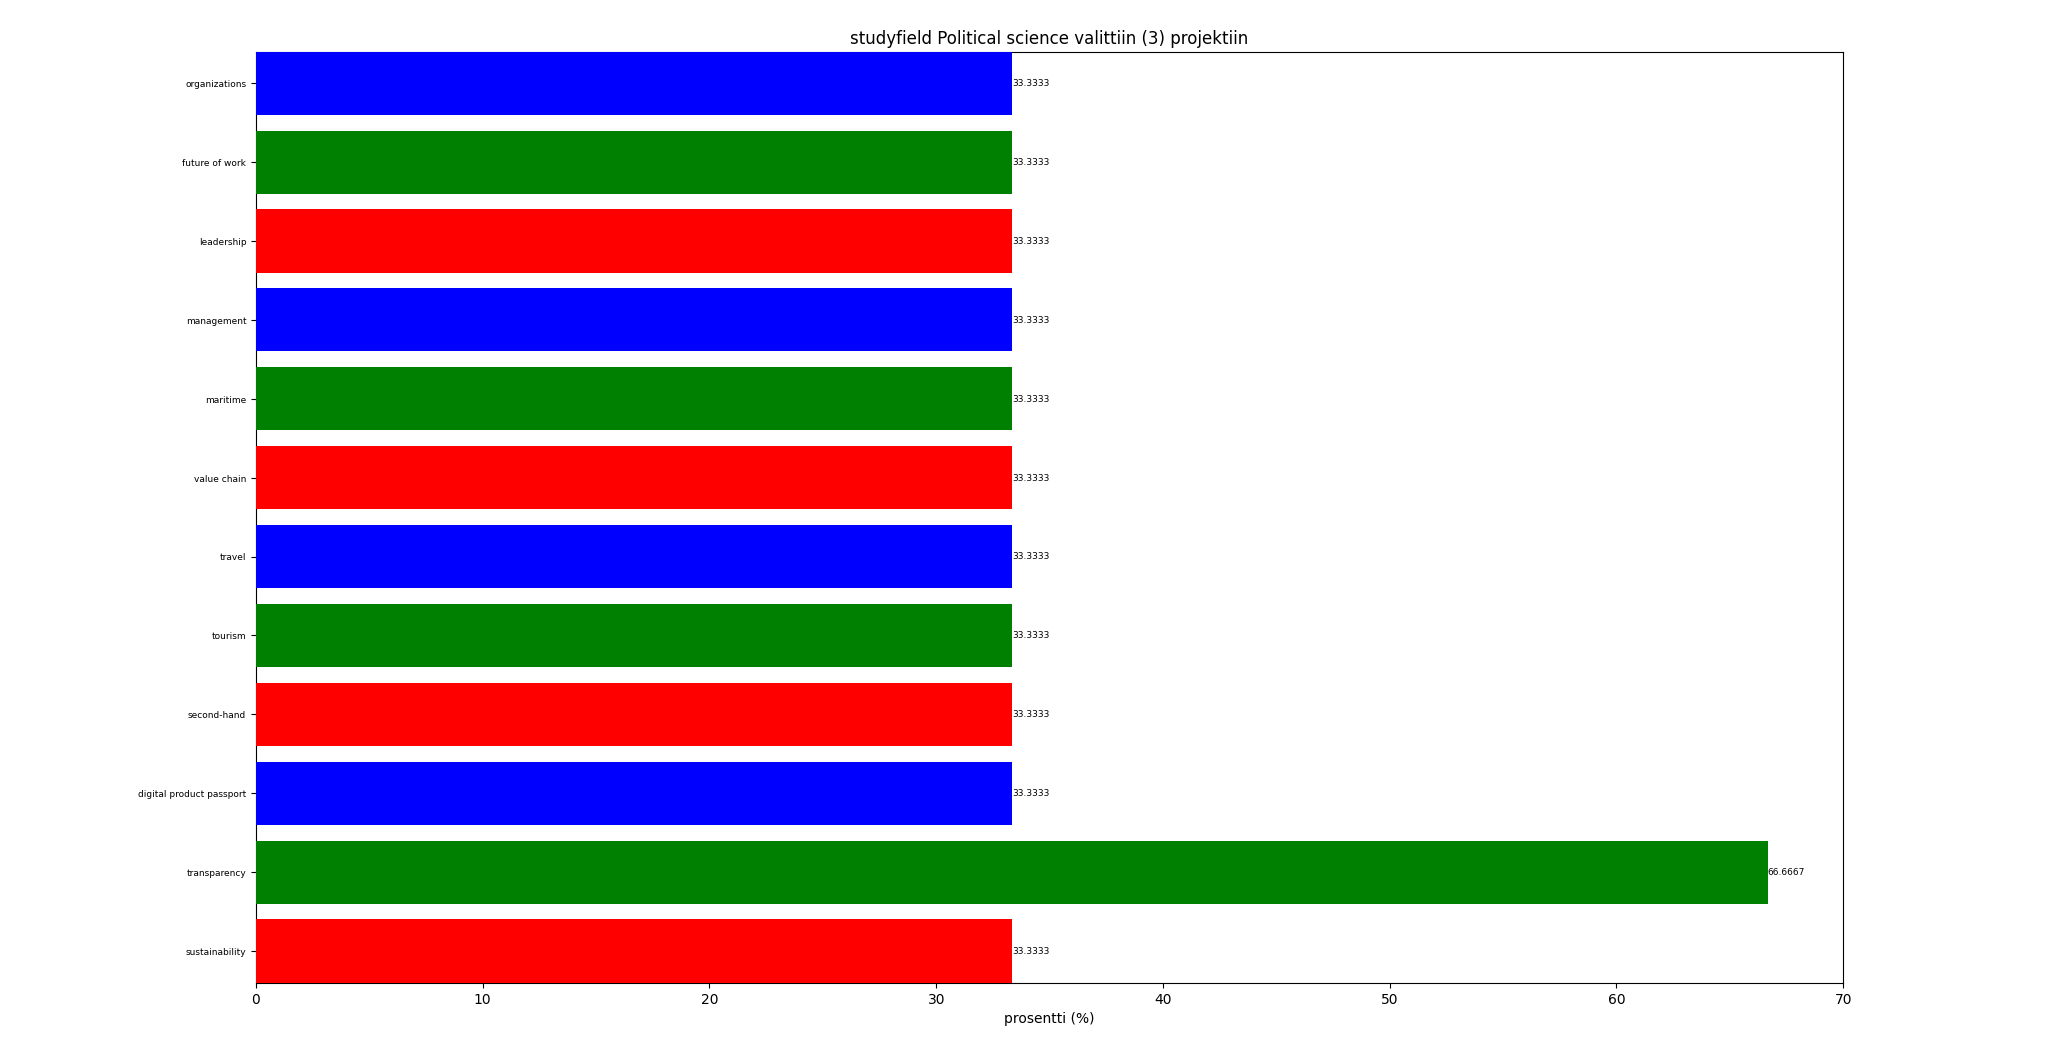 studyfield Political science valittiin (3) projektiin
organizations 33.3333
future of work 33.3333
leadership 33.3333
management 33.3333
maritime 33.3333
value chain 33.3333
travel 33.3333
tourism 33.3333
second-hand 33.3333
digital product passport 33.3333
transparency 66.6667
sustainability 33.3333
0 10 20 30 40 50 60 70
prosentti (%)